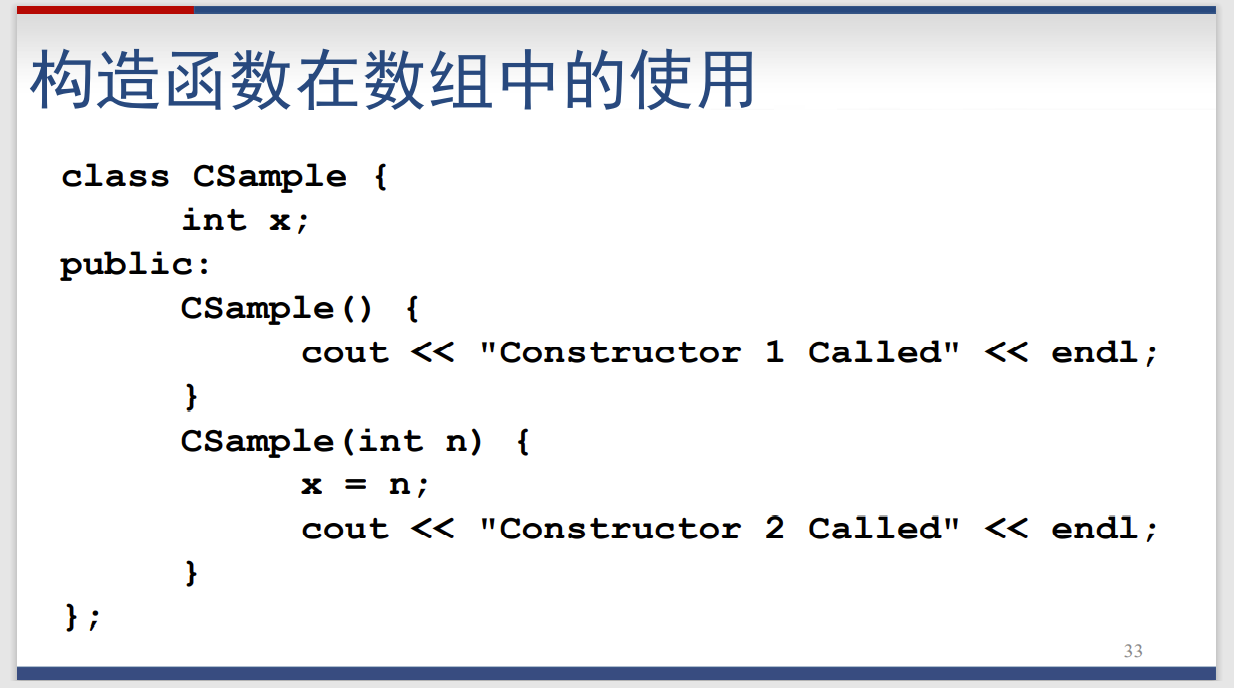 构造函数在数组中的使用
class CSample {
int x;
public:
CSample() {
cout << "Constructor 1 Called" << endl;
}
CSample(int n) {
x = n;
cout << "Constructor 2 Called" << endl;
}
};
33